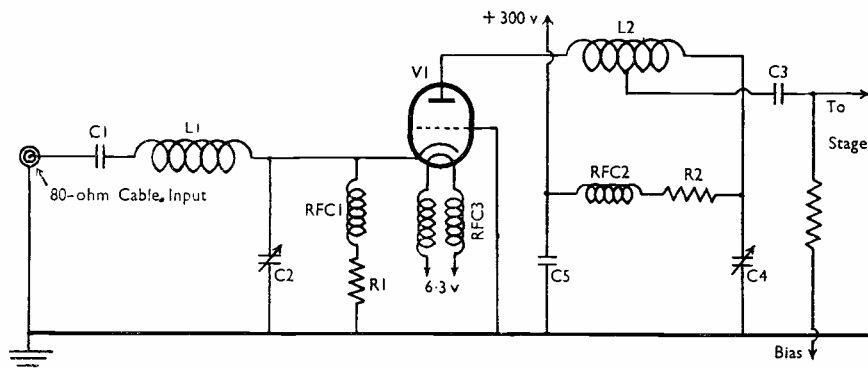 + 300 v
L2
V1
C3
To
Stage
C1
L1
80-ohm Cable Input
RFC1
RFC3
RFC2
R2
C2
R1
6·3 v
C5
C4
Bias